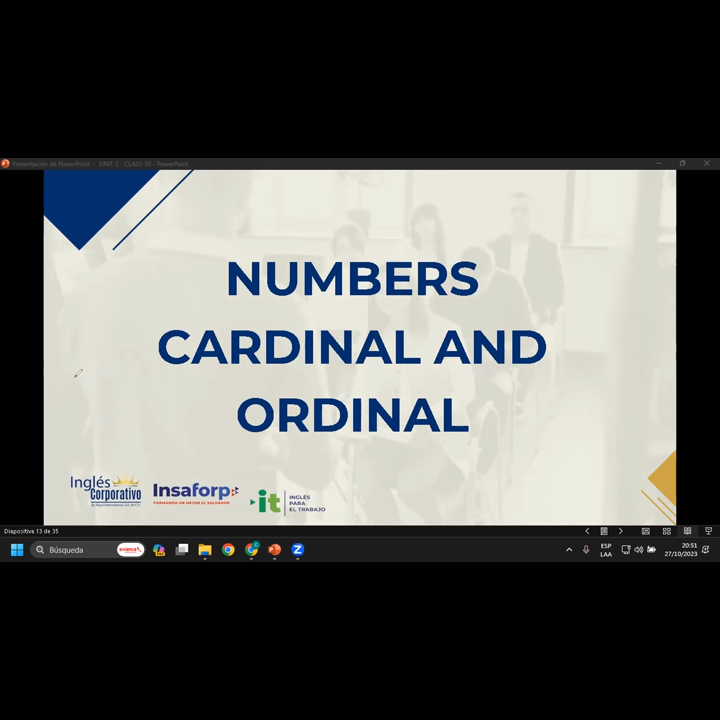 Presentación de PowerPoint - UNIT 2 - CLASS 10 - PowerPoint
NUMBERS
CARDINAL AND
ORDINAL
Inglés
Corporativo
Insaforp
FORMANDO UN MEJOR EL SALVADOR
it
INGLÉS
PARA
EL TRABAJO
Diapositiva 13 de 35
Búsqueda
avianca
ESP
LAA
20:51
27/10/2023